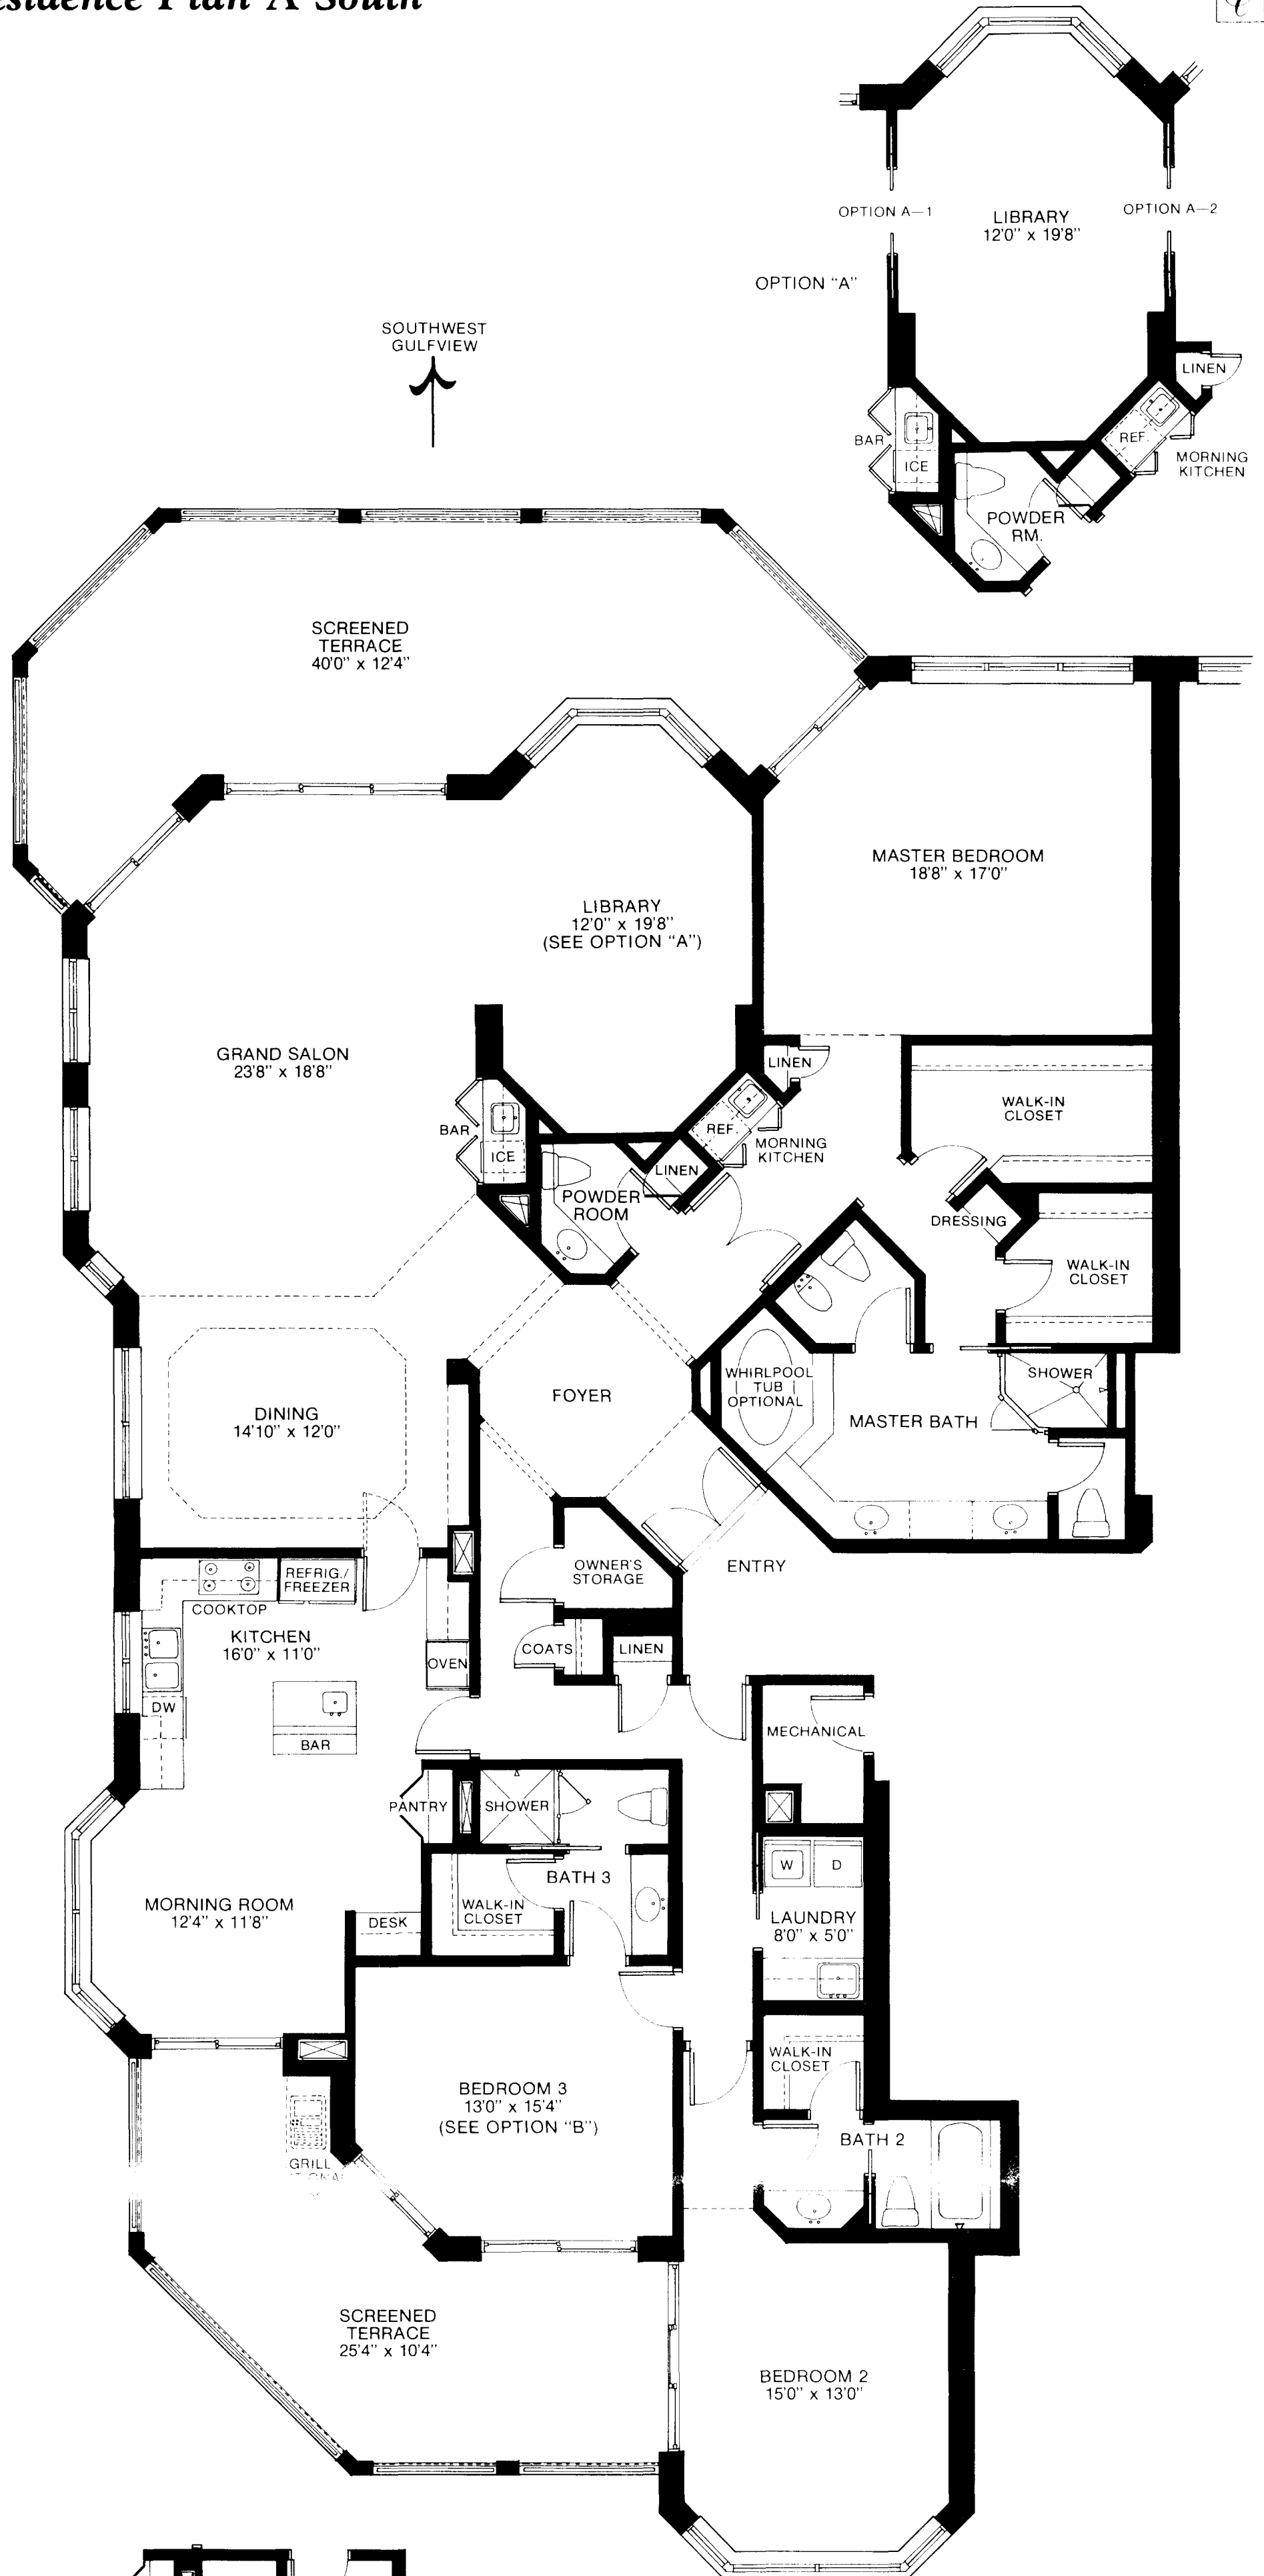 Plan A South
OPTION A—1
OPTION A—2
LIBRARY
12'0" x 19'8"
OPTION "A"
SOUTHWEST
GULFVIEW
LINEN
BAR
REF.
ICE
MORNING
KITCHEN
POWDER
RM.
SCREENED
TERRACE
40'0" x 12'4"
MASTER BEDROOM
18'8" x 17'0"
LIBRARY
12'0" x 19'8"
(SEE OPTION "A")
GRAND SALON
23'8" x 18'8"
LINEN
WALK-IN
CLOSET
BAR
REF.
ICE
MORNING
KITCHEN
LINEN
POWDER
ROOM
DRESSING
WALK-IN
CLOSET
WHIRLPOOL
TUB
OPTIONAL
SHOWER
FOYER
DINING
14'10" x 12'0"
MASTER BATH
ENTRY
OWNER'S
STORAGE
REFRIG./
FREEZER
COOKTOP
KITCHEN
16'0" x 11'0"
COATS
LINEN
OVEN
DW
BAR
MECHANICAL
PANTRY
SHOWER
BATH 3
W
D
MORNING ROOM
12'4" x 11'8"
WALK-IN
CLOSET
DESK
LAUNDRY
8'0" x 5'0"
WALK-IN
CLOSET
BEDROOM 3
13'0" x 15'4"
(SEE OPTION "B")
BATH 2
GRILL
SCREENED
TERRACE
25'4" x 10'4"
BEDROOM 2
15'0" x 13'0"